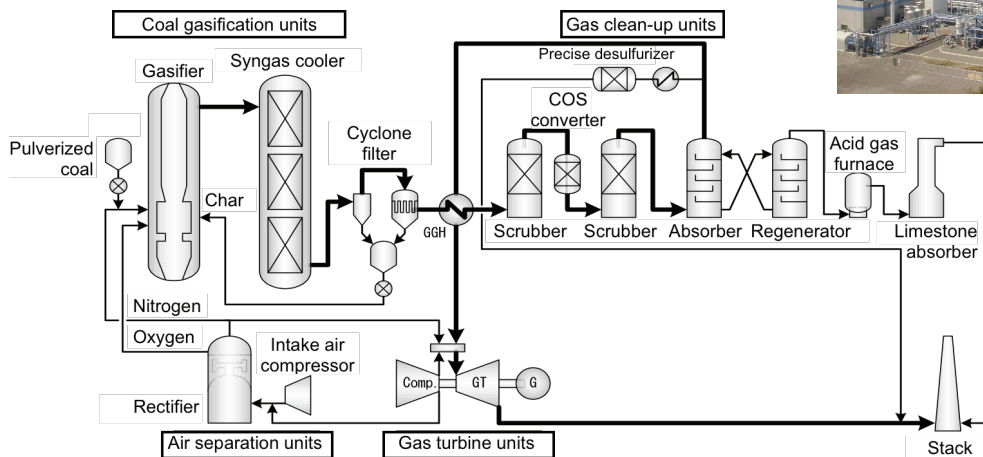 Coal gasification units
Gas clean-up units
Gasifier
Syngas cooler
Precise desulfurizer
COS
converter
Cyclone
filter
Pulverized
coal
Acid gas
furnace
Char
GGH
Scrubber
Scrubber
Absorber
Regenerator
Limestone
absorber
Nitrogen
Oxygen
Intake air
compressor
Comp.
GT
G
Rectifier
Air separation units
Gas turbine units
Stack